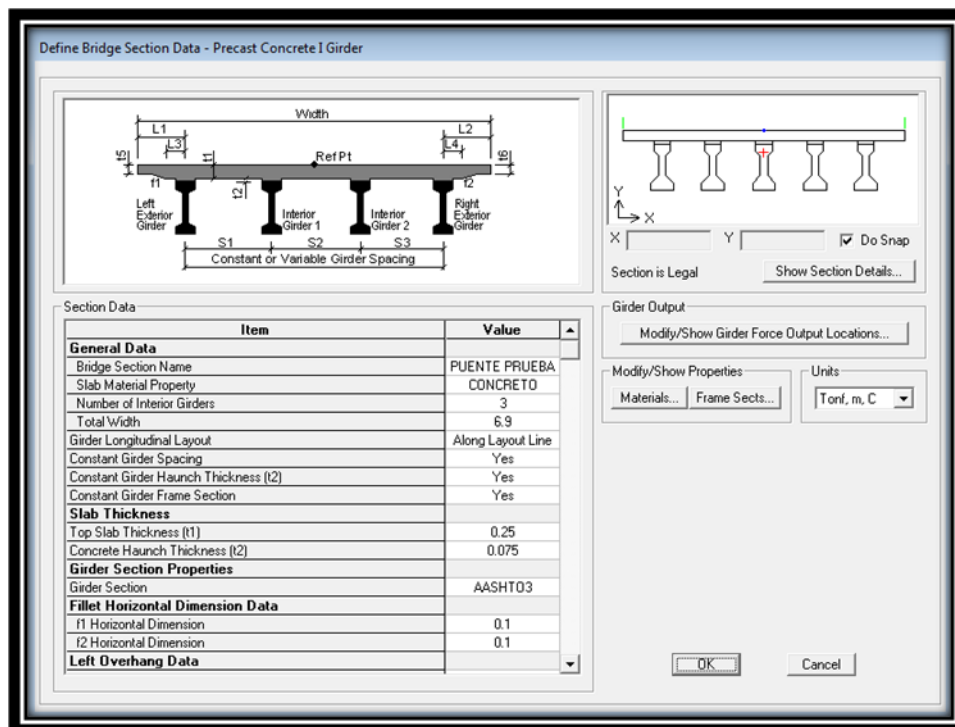 Define Bridge Section Data - Precast Concrete I Girder
Width
L1
L2
L3
L4
t5
t1
Ref Pt
t6
f1
t2
f2
Left Exterior Girder
Interior Girder 1
Interior Girder 2
Right Exterior Girder
S1
S2
S3
Constant or Variable Girder Spacing
Y
X
X
Y
Do Snap
Section is Legal
Show Section Details...
Section Data
Item Value
General Data
Bridge Section Name PUENTE PRUEBA
Slab Material Property CONCRETO
Number of Interior Girders 3
Total Width 6.9
Girder Longitudinal Layout Along Layout Line
Constant Girder Spacing Yes
Constant Girder Haunch Thickness (t2) Yes
Constant Girder Frame Section Yes
Slab Thickness
Top Slab Thickness (t1) 0.25
Concrete Haunch Thickness (t2) 0.075
Girder Section Properties
Girder Section AASHTO3
Fillet Horizontal Dimension Data
f1 Horizontal Dimension 0.1
f2 Horizontal Dimension 0.1
Left Overhang Data
Girder Output
Modify/Show Girder Force Output Locations...
Modify/Show Properties
Materials... Frame Sects...
Units
Tonf, m, C
OK
Cancel